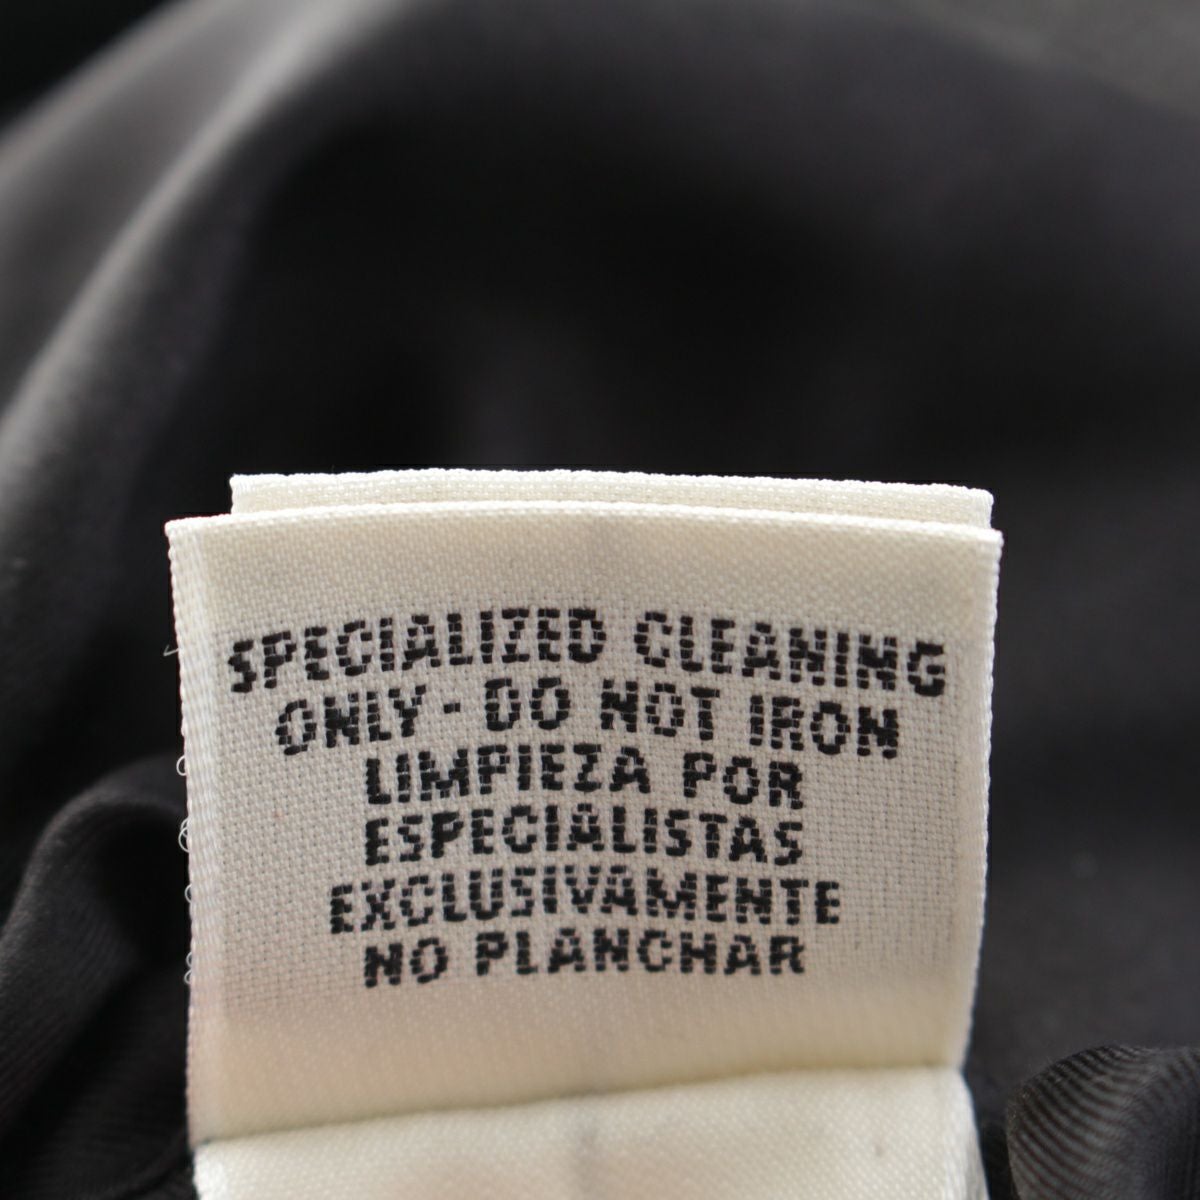 SPECIALIZED CLEANING
ONLY - DO NOT IRON
LIMPIEZA POR
ESPECIALISTAS
EXCLUSIVAMENTE
NO PLANCHAR